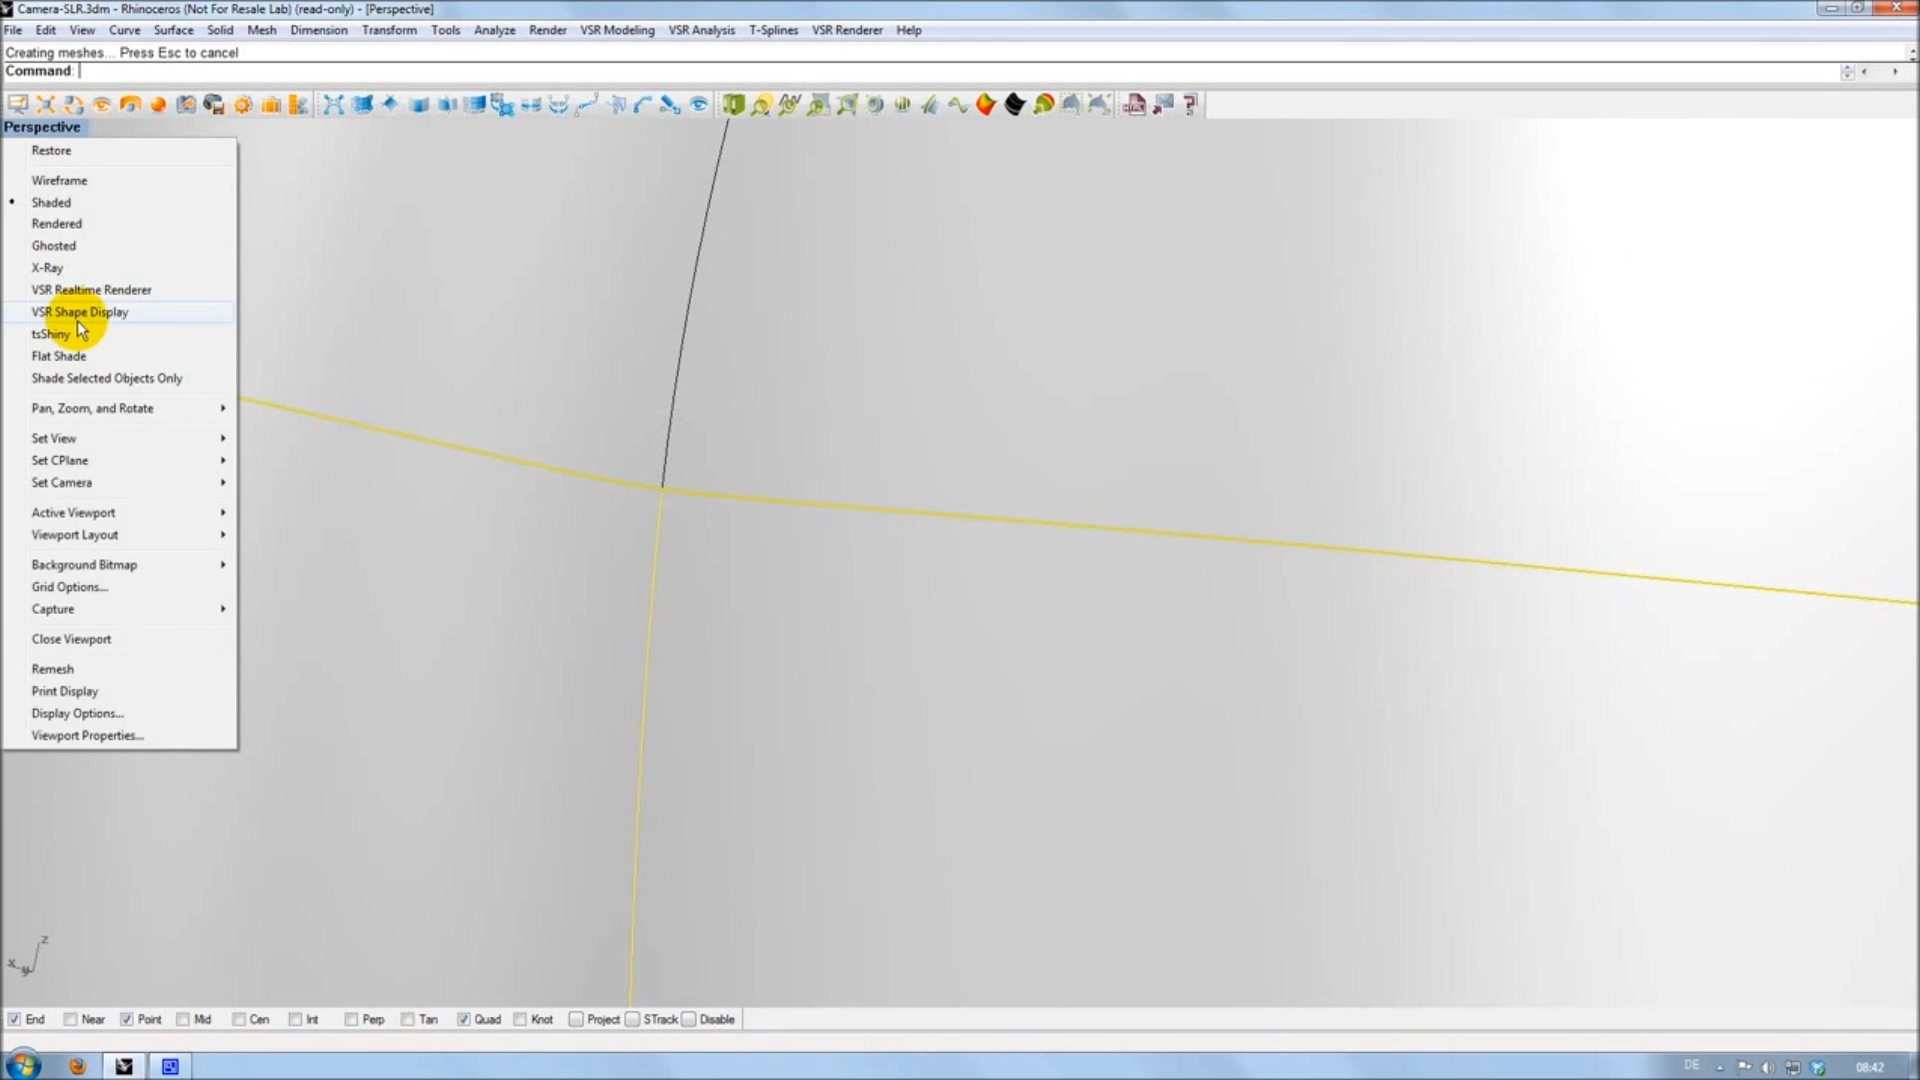 Camera-SLR.3dm - Rhinoceros (Not For Resale Lab) (read-only) - [Perspective]
File Edit View Curve Surface Solid Mesh Dimension Transform Tools Analyze Render VSR Modeling VSR Analysis T-Splines VSR Renderer Help
Creating meshes... Press Esc to cancel
Command:
Perspective
Restore
Wireframe
Shaded
Rendered
Ghosted
X-Ray
VSR Realtime Renderer
VSR Shape Display
tsShiny
Flat Shade
Shade Selected Objects Only
Pan, Zoom, and Rotate
Set View
Set CPlane
Set Camera
Active Viewport
Viewport Layout
Background Bitmap
Grid Options...
Capture
Close Viewport
Remesh
Print Display
Display Options...
Viewport Properties...
z
x y
End Near Point Mid Cen Int Perp Tan Quad Knot Project STrack Disable
DE 08:42